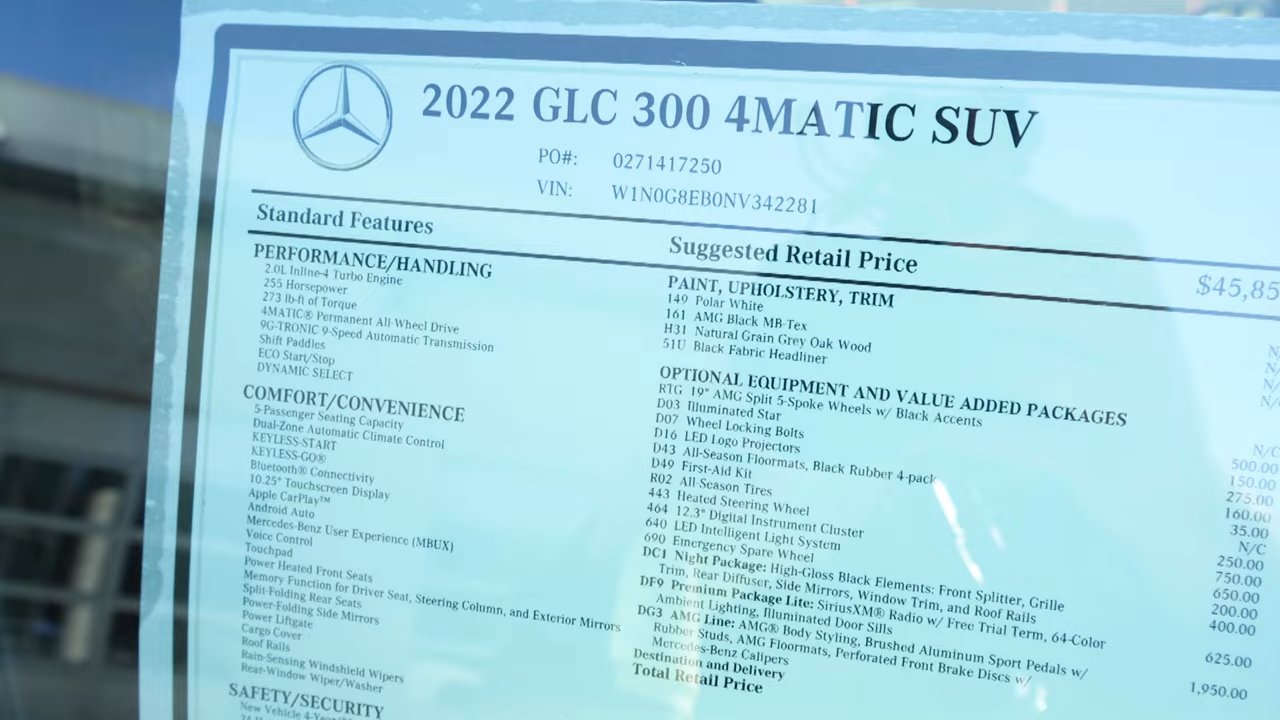 2022 GLC 300 4MATIC SUV
PO#: 0271417250
VIN: W1N0G8EB0NV342281
Standard Features
PERFORMANCE/HANDLING
2.0L Inline-4 Turbo Engine
255 Horsepower
273 lb-ft of Torque
4MATIC® Permanent All-Wheel Drive
9G-TRONIC 9-Speed Automatic Transmission
Shift Paddles
ECO Start/Stop
DYNAMIC SELECT
COMFORT/CONVENIENCE
5-Passenger Seating Capacity
Dual-Zone Automatic Climate Control
KEYLESS-START
KEYLESS-GO®
Bluetooth® Connectivity
10.25" Touchscreen Display
Apple CarPlay™
Android Auto
Mercedes-Benz User Experience (MBUX)
Voice Control
Touchpad
Power Heated Front Seats
Memory Function for Driver Seat, Steering Column, and Exterior Mirrors
Split-Folding Rear Seats
Power-Folding Side Mirrors
Power Liftgate
Cargo Cover
Roof Rails
Rain-Sensing Windshield Wipers
Rear-Window Wiper/Washer
SAFETY/SECURITY
New Vehicle
Suggested Retail Price $45,85
PAINT, UPHOLSTERY, TRIM
149 Polar White
161 AMG Black MB-Tex N/
H31 Natural Grain Grey Oak Wood N/
51U Black Fabric Headliner N/
OPTIONAL EQUIPMENT AND VALUE ADDED PACKAGES
RTG 19" AMG Split 5-Spoke Wheels w/ Black Accents N/C
D03 Illuminated Star 500.00
D07 Wheel Locking Bolts 150.00
D16 LED Logo Projectors 275.00
D43 All-Season Floormats, Black Rubber 4-pack 160.00
D49 First-Aid Kit 35.00
R02 All-Season Tires N/C
443 Heated Steering Wheel 250.00
464 12.3" Digital Instrument Cluster 750.00
640 LED Intelligent Light System 650.00
690 Emergency Spare Wheel 200.00
DC1 Night Package: High-Gloss Black Elements: Front Splitter, Grille 400.00
Trim, Rear Diffuser, Side Mirrors, Window Trim, and Roof Rails
DF9 Premium Package Lite: SiriusXM® Radio w/ Free Trial Term, 64-Color 625.00
Ambient Lighting, Illuminated Door Sills
DG3 AMG Line: AMG® Body Styling, Brushed Aluminum Sport Pedals w/ 1,950.00
Rubber Studs, AMG Floormats, Perforated Front Brake Discs w/
Mercedes-Benz Calipers
Destination and Delivery
Total Retail Price